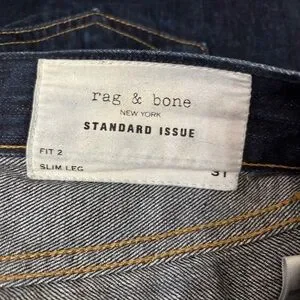 rag & bone
NEW YORK
STANDARD ISSUE
FIT 2
SLIM LEG
31